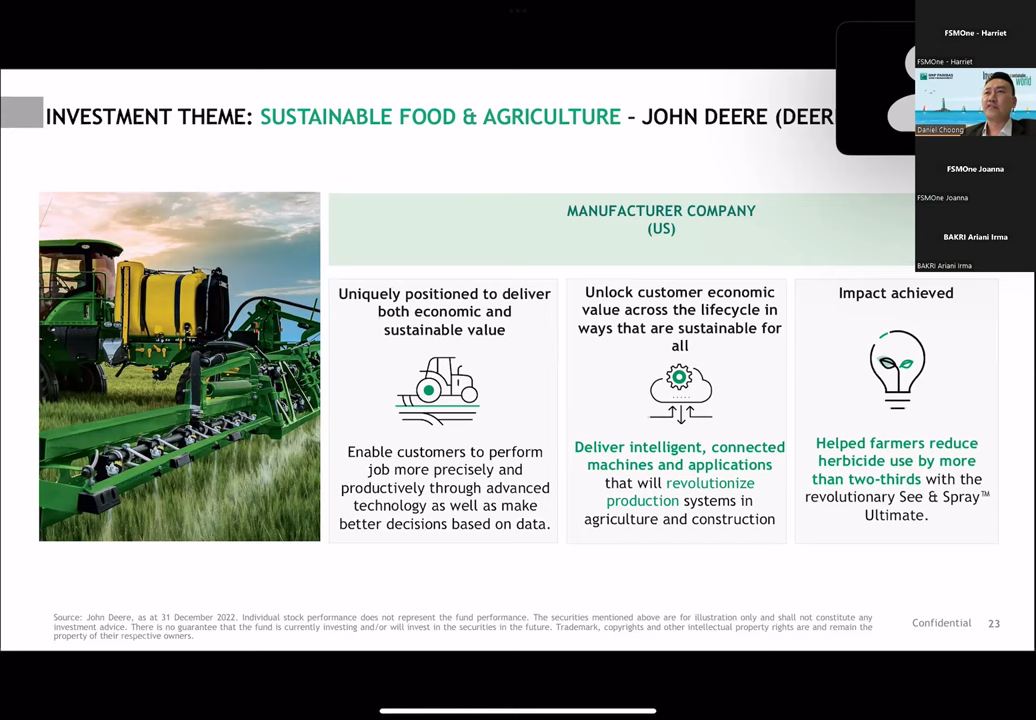 FSMOne - Harriet
FSMOne - Harriet
BNP PARIBAS
world
Daniel Choong
FSMOne Joanna
FSMOne Joanna
BAKRI Ariani Irma
BAKRI Ariani Irma
INVESTMENT THEME: SUSTAINABLE FOOD & AGRICULTURE - JOHN DEERE (DEER
MANUFACTURER COMPANY
(US)
Uniquely positioned to deliver
both economic and
sustainable value
Enable customers to perform
job more precisely and
productively through advanced
technology as well as make
better decisions based on data.
Unlock customer economic
value across the lifecycle in
ways that are sustainable for
all
Deliver intelligent, connected
machines and applications
that will revolutionize
production systems in
agriculture and construction
Impact achieved
Helped farmers reduce
herbicide use by more
than two-thirds with the
revolutionary See & Spray™
Ultimate.
Source: John Deere, as at 31 December 2022. Individual stock performance does not represent the fund performance. The securities mentioned above are for illustration only and shall not constitute any
investment advice. There is no guarantee that the fund is currently investing and/or will invest in the securities in the future. Trademark, copyrights and other intellectual property rights are and remain the
property of their respective owners.
Confidential 23